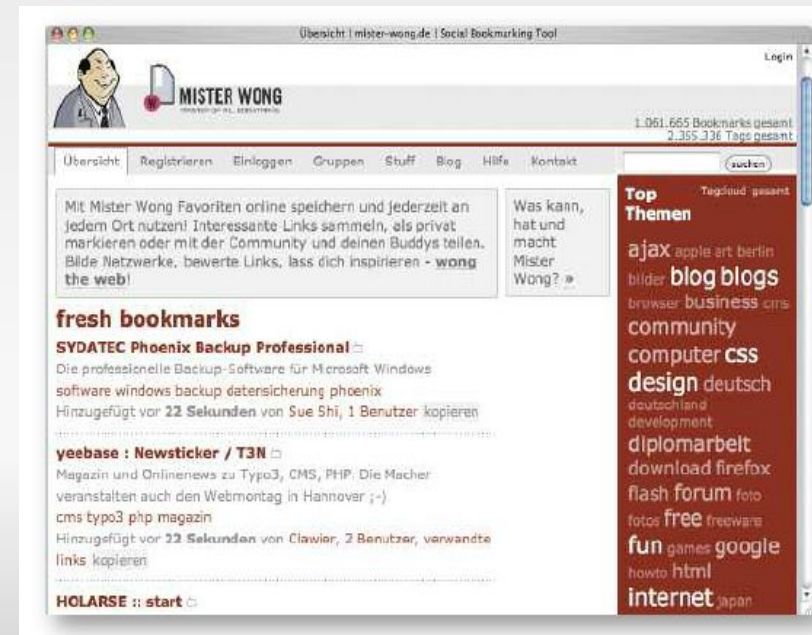 Übersicht | mister-wong.de | Social Bookmarking Tool
Login
MISTER WONG
1.061.665 Bookmarks gesamt
2.355.336 Tags gesamt
Übersicht Registrieren Einloggen Gruppen Stuff Blog Hilfe Kontakt
suchen
Mit Mister Wong Favoriten online speichern und jederzeit an
jedem Ort nutzen! Interessante Links sammeln, als privat
markieren oder mit der Community und deinen Buddys teilen.
Bilde Netzwerke, bewerte Links, lass dich inspirieren - wong
the web!
Was kann,
hat und
macht
Mister
Wong? »
fresh bookmarks
SYDATEC Phoenix Backup Professional
Die professionelle Backup-Software für Microsoft Windows
software windows backup datensicherung phoenix
Hinzugefügt vor 22 Sekunden von Sue Shi, 1 Benutzer kopieren
yeebase : Newsticker / T3N
Magazin und Onlinenews zu Typo3, CMS, PHP. Die Macher
veranstalten auch den Webmontag in Hannover ;-)
cms typo3 php magazin
Hinzugefügt vor 22 Sekunden von Clawier, 2 Benutzer, verwandte
links kopieren
HOLARSE :: start
Top Tagcloud gesamt
Themen
ajax apple art berlin
bilder blog blogs
browser business cms
community
computer css
design deutsch
deutschland
development
diplomarbeit
download firefox
flash forum foto
fotos free freeware
fun games google
howto html
internet japan